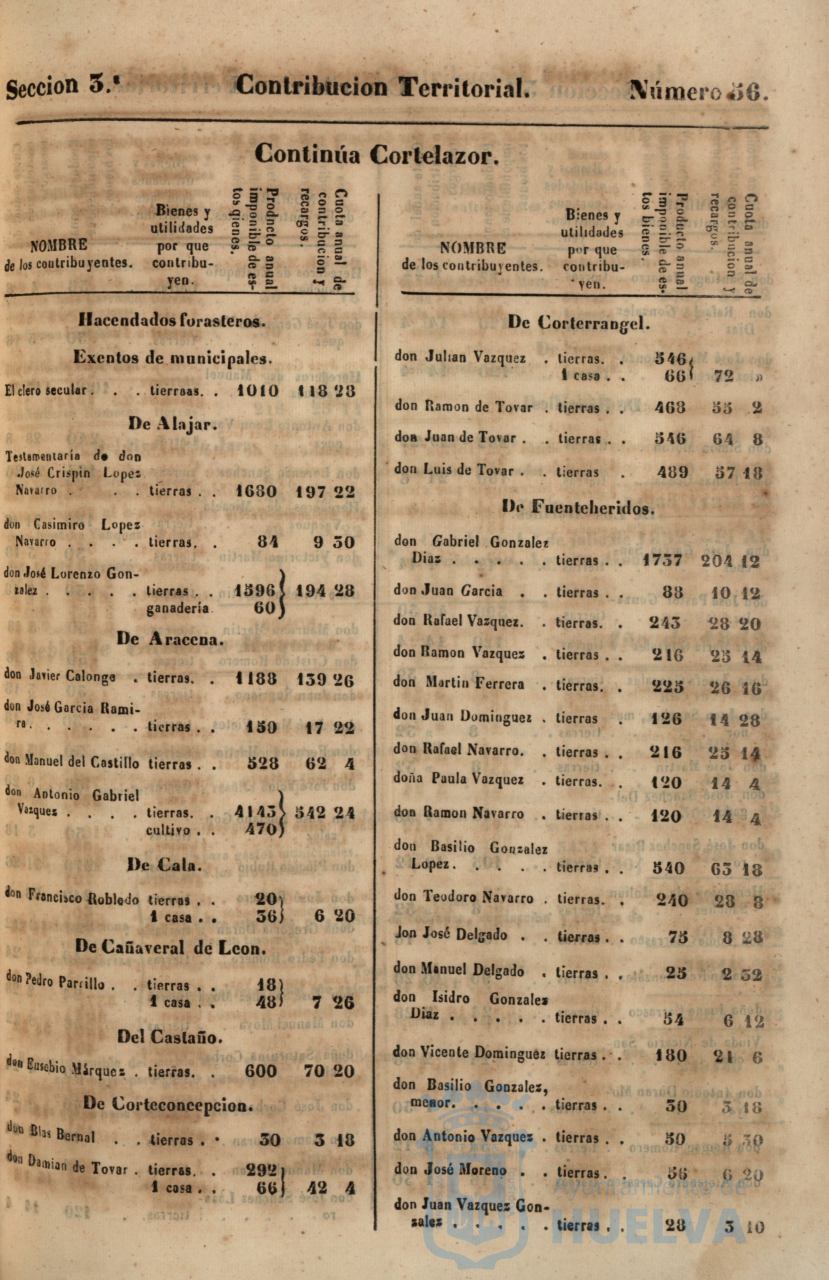 Seccion 3.ª Contribucion Territorial. Número 56.
Continúa Cortelazor.
NOMBRE
de los contribuyentes.
Bienes y
utilidades
por que
contribu-
yen.
Producto anual
imponible de es-
tos bienes.
Cuota anual de
contribucion y
recargos.
Hacendados forasteros.
Exentos de municipales.
El clero secular . . . tierraas. . 1010 118 28
De Alajar.
Testamentaría de don
José Crispin Lopez
Navarro . . . . tierras . . 1680 197 22
don Casimiro Lopez
Navarro . . . . tierras. . 84 9 30
don José Lorenzo Gon-
zalez . . . . . tierras . . 1596 194 28
ganadería 60
De Aracena.
don Javier Calonge . tierras. . 1188 139 26
don José Garcia Rami-
ra. . . . . . tierras . . 150 17 22
don Manuel del Castillo tierras . . 528 62 4
don Antonio Gabriel
Vazquez . . . . tierras. . 4143 542 24
cultivo . . 470
De Cala.
don Francisco Robledo tierras . . 20
1 casa . . 36 6 20
De Cañaveral de Leon.
don Pedro Parrillo . . tierras . . 18
1 casa . . 48 7 26
Del Castaño.
don Eusebio Márquez . tierras. . 600 70 20
De Corteconcepcion.
don Blas Bernal . . tierras . . 30 3 18
don Damian de Tovar . tierras. . 292
1 casa . . 66 42 4
NOMBRE
de los contribuyentes.
Bienes y
utilidades
por que
contribu-
yen.
Producto anual
imponible de es-
tos bienes.
Cuota anual de
contribucion y
recargos.
De Corterrangel.
don Julian Vazquez . tierras. . 546
1 casa . . 66 72 »
don Ramon de Tovar . tierras . . 468 55 2
don Juan de Tovar . . tierras . . 546 64 8
don Luis de Tovar . . tierras . 489 57 18
De Fuenteheridos.
don Gabriel Gonzalez
Diaz . . . . . tierras . . 1737 204 12
don Juan Garcia . . tierras . . 88 10 12
don Rafael Vazquez. . tierras. . 243 28 20
don Ramon Vazquez . tierras . . 216 25 14
don Martin Ferrera . tierras. . 225 26 16
don Juan Dominguez . tierras . 126 14 28
don Rafael Navarro. . tierras . . 216 25 14
doña Paula Vazquez . tierras. . 120 14 4
don Ramon Navarro . tierras . . 120 14 4
don Basilio Gonzalez
Lopez. . . . . tierras . . 540 63 18
don Teodoro Navarro . tierras. . 240 28 8
don José Delgado . . tierras . . 75 8 28
don Manuel Delgado . tierras . . 25 2 32
don Isidro Gonzalez
Diaz . . . . . tierras . . 54 6 12
don Vicente Dominguez tierras . . 180 21 6
don Basilio Gonzalez,
menor. . . . . tierras . . 30 3 18
don Antonio Vazquez . tierras . . 50 5 30
don José Moreno . . tierras. . 56 6 20
don Juan Vazquez Gon-
zalez . . . . . tierras . . 28 3 10
Ayuntamiento de
HUELVA